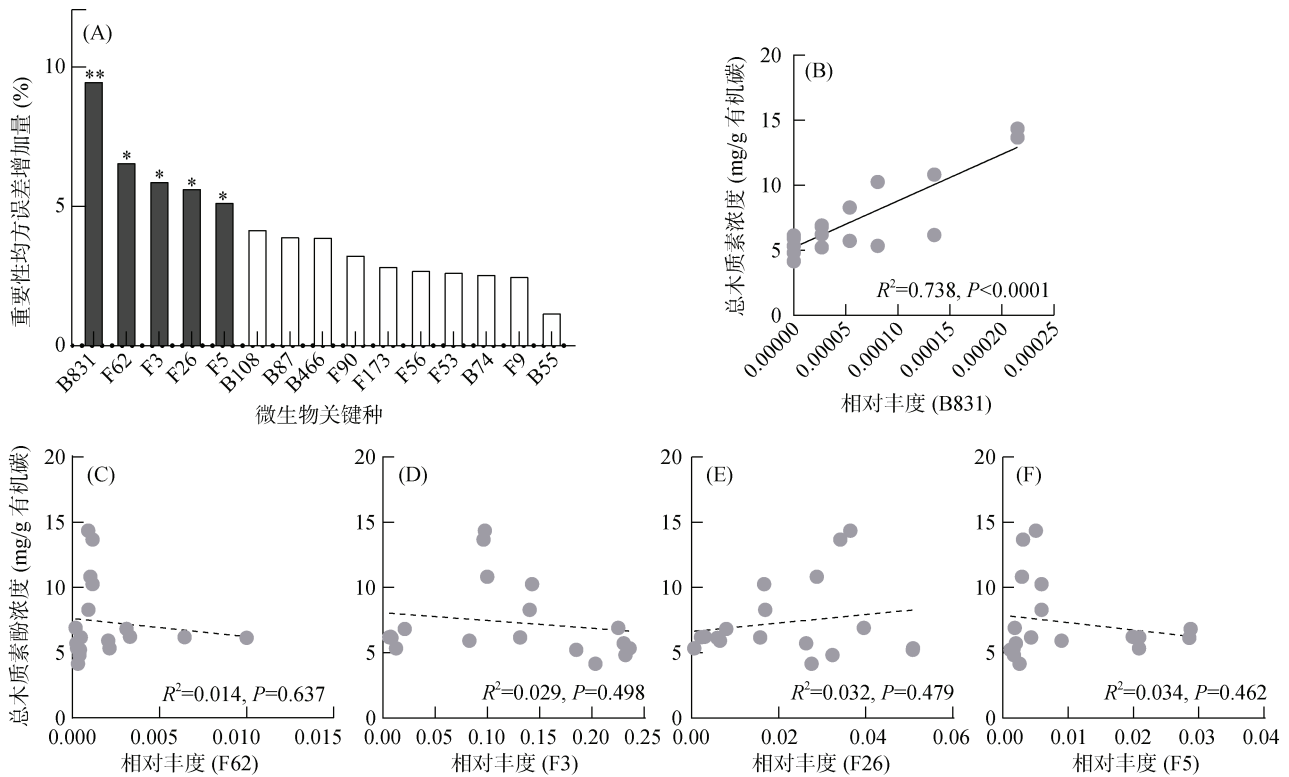 (A)
重要性均方误差增加量 (%)
10
5
0
**
*
*
*
*
B831
F62
F3
F26
F5
B108
B87
B466
F90
F173
F56
F53
B74
F9
B55
微生物关键种
(B)
总木质素浓度 (mg/g 有机碳)
20
15
10
5
0
R²=0.738, P<0.0001
0.000000
0.000005
0.000010
0.000015
0.000020
0.000025
相对丰度 (B831)
(C)
总木质素酚浓度 (mg/g 有机碳)
20
15
10
5
0
R²=0.014, P=0.637
0.000
0.005
0.010
0.015
相对丰度 (F62)
(D)
20
15
10
5
0
R²=0.029, P=0.498
0.00
0.05
0.10
0.15
0.20
0.25
相对丰度 (F3)
(E)
20
15
10
5
0
R²=0.032, P=0.479
0.00
0.02
0.04
0.06
相对丰度 (F26)
(F)
20
15
10
5
0
R²=0.034, P=0.462
0.00
0.01
0.02
0.03
0.04
相对丰度 (F5)